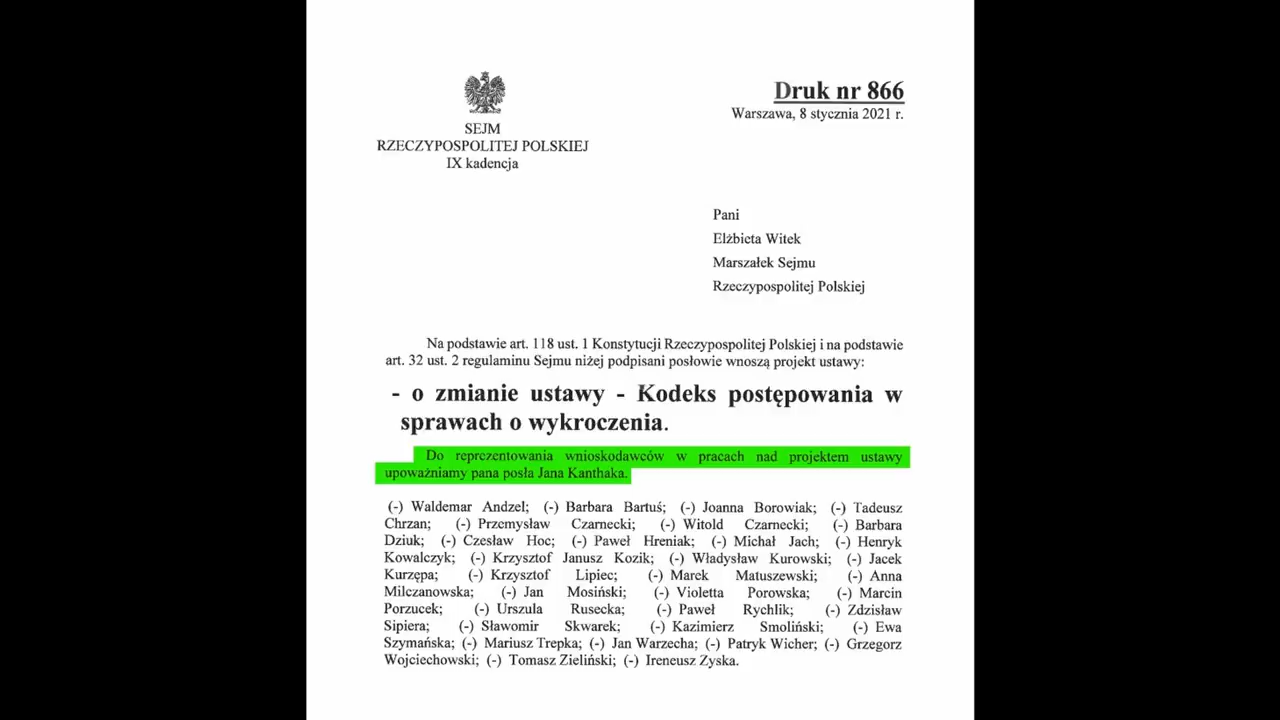 Druk nr 866
Warszawa, 8 stycznia 2021 r.
SEJM
RZECZYPOSPOLITEJ POLSKIEJ
IX kadencja
Pani
Elżbieta Witek
Marszałek Sejmu
Rzeczypospolitej Polskiej
Na podstawie art. 118 ust. 1 Konstytucji Rzeczypospolitej Polskiej i na podstawie
art. 32 ust. 2 regulaminu Sejmu niżej podpisani posłowie wnoszą projekt ustawy:
- o zmianie ustawy - Kodeks postępowania w
sprawach o wykroczenia.
Do reprezentowania wnioskodawców w pracach nad projektem ustawy
upoważniamy pana posła Jana Kanthaka.
(-) Waldemar Andzel; (-) Barbara Bartuś; (-) Joanna Borowiak; (-) Tadeusz
Chrzan; (-) Przemysław Czarnecki; (-) Witold Czarnecki; (-) Barbara
Dziuk; (-) Czesław Hoc; (-) Paweł Hreniak; (-) Michał Jach; (-) Henryk
Kowalczyk; (-) Krzysztof Janusz Kozik; (-) Władysław Kurowski; (-) Jacek
Kurzępa; (-) Krzysztof Lipiec; (-) Marek Matuszewski; (-) Anna
Milczanowska; (-) Jan Mosiński; (-) Violetta Porowska; (-) Marcin
Porzucek; (-) Urszula Rusecka; (-) Paweł Rychlik; (-) Zdzisław
Sipiera; (-) Sławomir Skwarek; (-) Kazimierz Smoliński; (-) Ewa
Szymańska; (-) Mariusz Trepka; (-) Jan Warzecha; (-) Patryk Wicher; (-) Grzegorz
Wojciechowski; (-) Tomasz Zieliński; (-) Ireneusz Zyska.